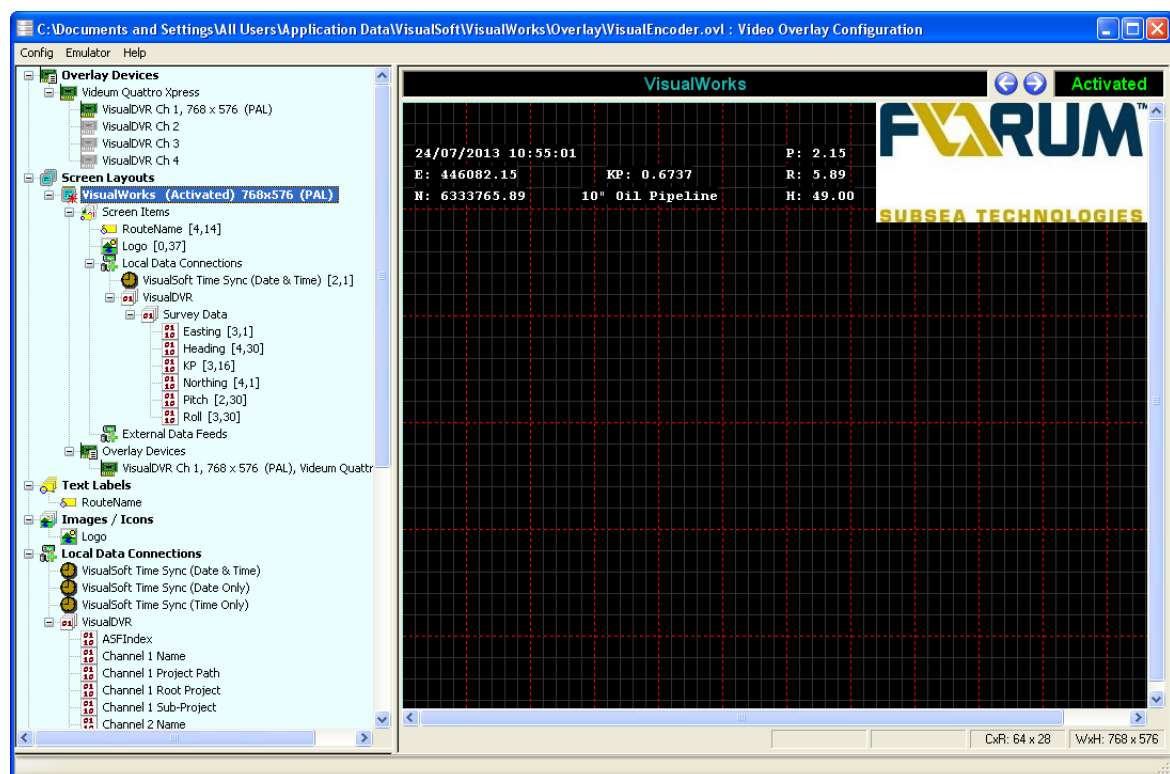 C:\Documents and Settings\All Users\Application Data\VisualSoft\VisualWorks\Overlay\VisualEncoder.ovl : Video Overlay Configuration
Config Emulator Help
Overlay Devices
Videum Quattro Xpress
VisualDVR Ch 1, 768 x 576 (PAL)
VisualDVR Ch 2
VisualDVR Ch 3
VisualDVR Ch 4
Screen Layouts
VisualWorks (Activated) 768x576 (PAL)
Screen Items
RouteName [4,14]
Logo [0,37]
Local Data Connections
VisualSoft Time Sync (Date & Time) [2,1]
VisualDVR
Survey Data
Easting [3,1]
Heading [4,30]
KP [3,16]
Northing [4,1]
Pitch [2,30]
Roll [3,30]
External Data Feeds
Overlay Devices
VisualDVR Ch 1, 768 x 576 (PAL), Videum Quattr
Text Labels
RouteName
Images / Icons
Logo
Local Data Connections
VisualSoft Time Sync (Date & Time)
VisualSoft Time Sync (Date Only)
VisualSoft Time Sync (Time Only)
VisualDVR
ASFIndex
Channel 1 Name
Channel 1 Project Path
Channel 1 Root Project
Channel 1 Sub-Project
Channel 2 Name
VisualWorks Activated
24/07/2013 10:55:01 P: 2.15
E: 446082.15 KP: 0.6737 R: 5.89
N: 6333765.89 10" Oil Pipeline H: 49.00
FORUM™
SUBSEA TECHNOLOGIES
CxR: 64 x 28 WxH: 768 x 576